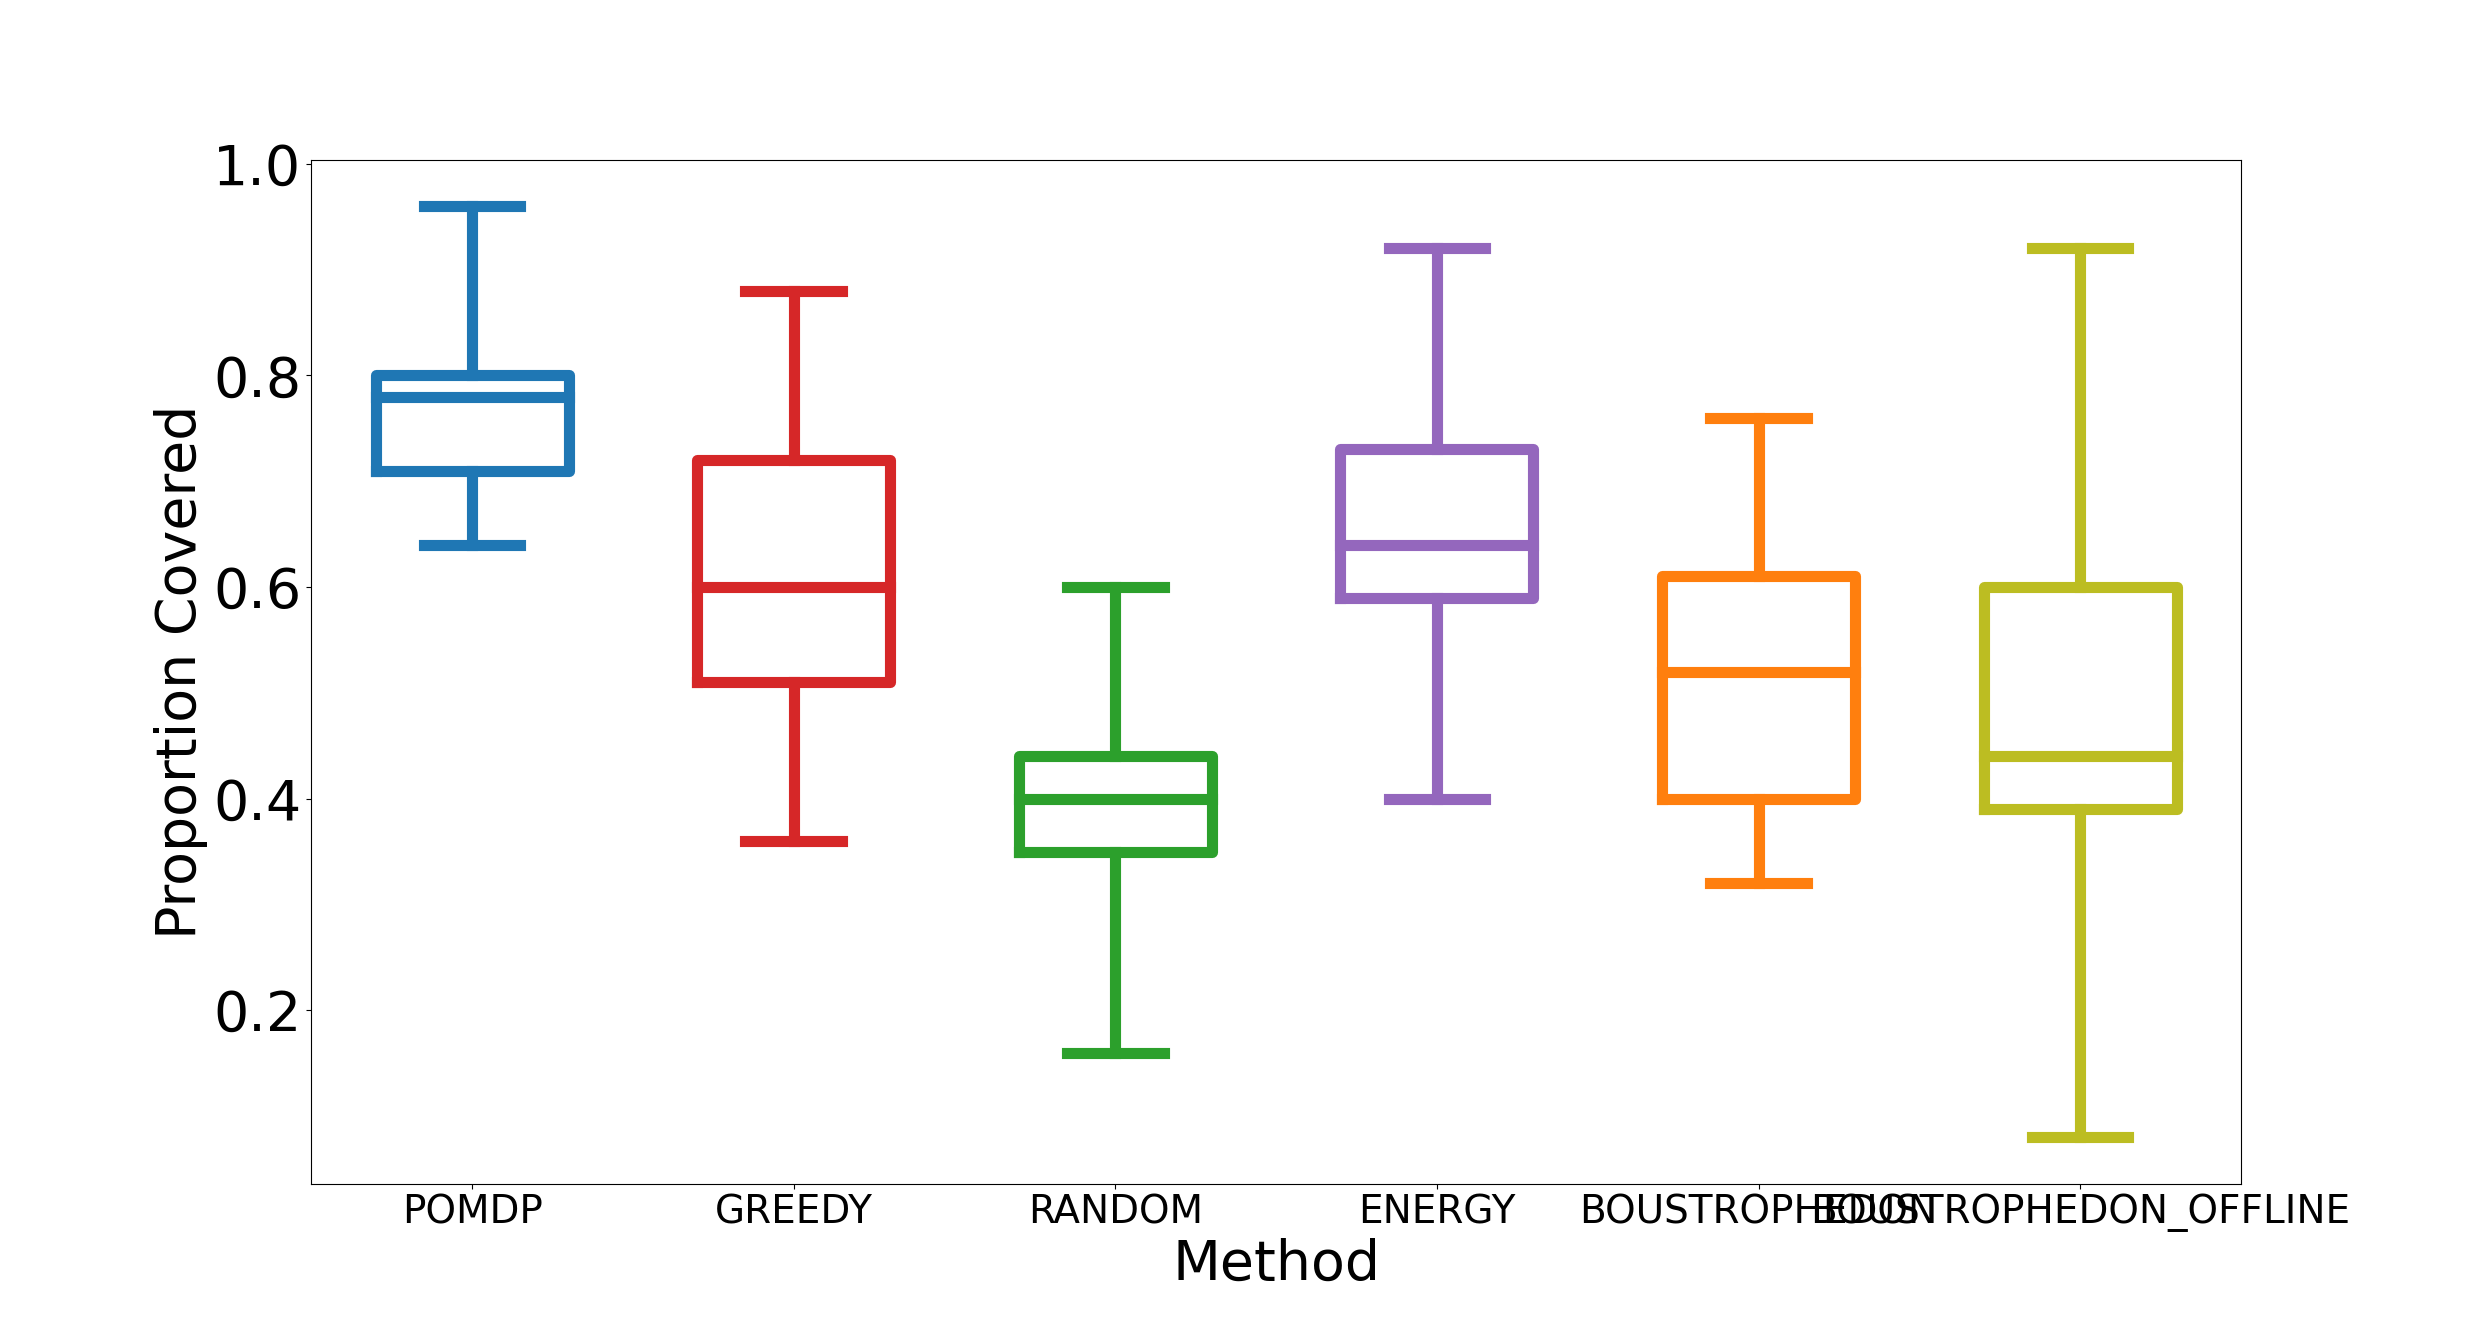 1.0
0.8
0.6
0.4
0.2
Proportion Covered
POMDP GREEDY RANDOM ENERGY BOUSTROPHEDON BOUSTROPHEDON_OFFLINE
Method